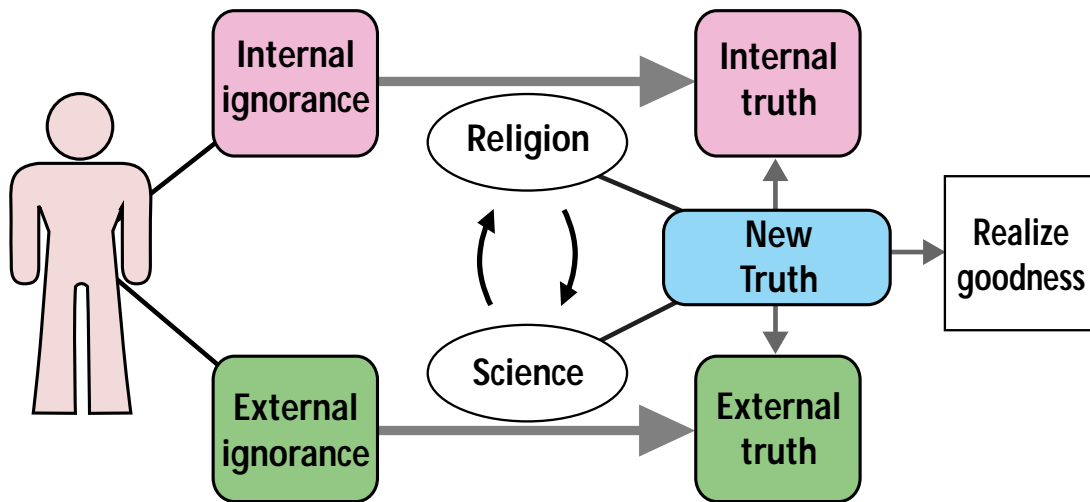 Internal
ignorance
Internal
truth
Religion
New
Truth
Realize
goodness
Science
External
ignorance
External
truth